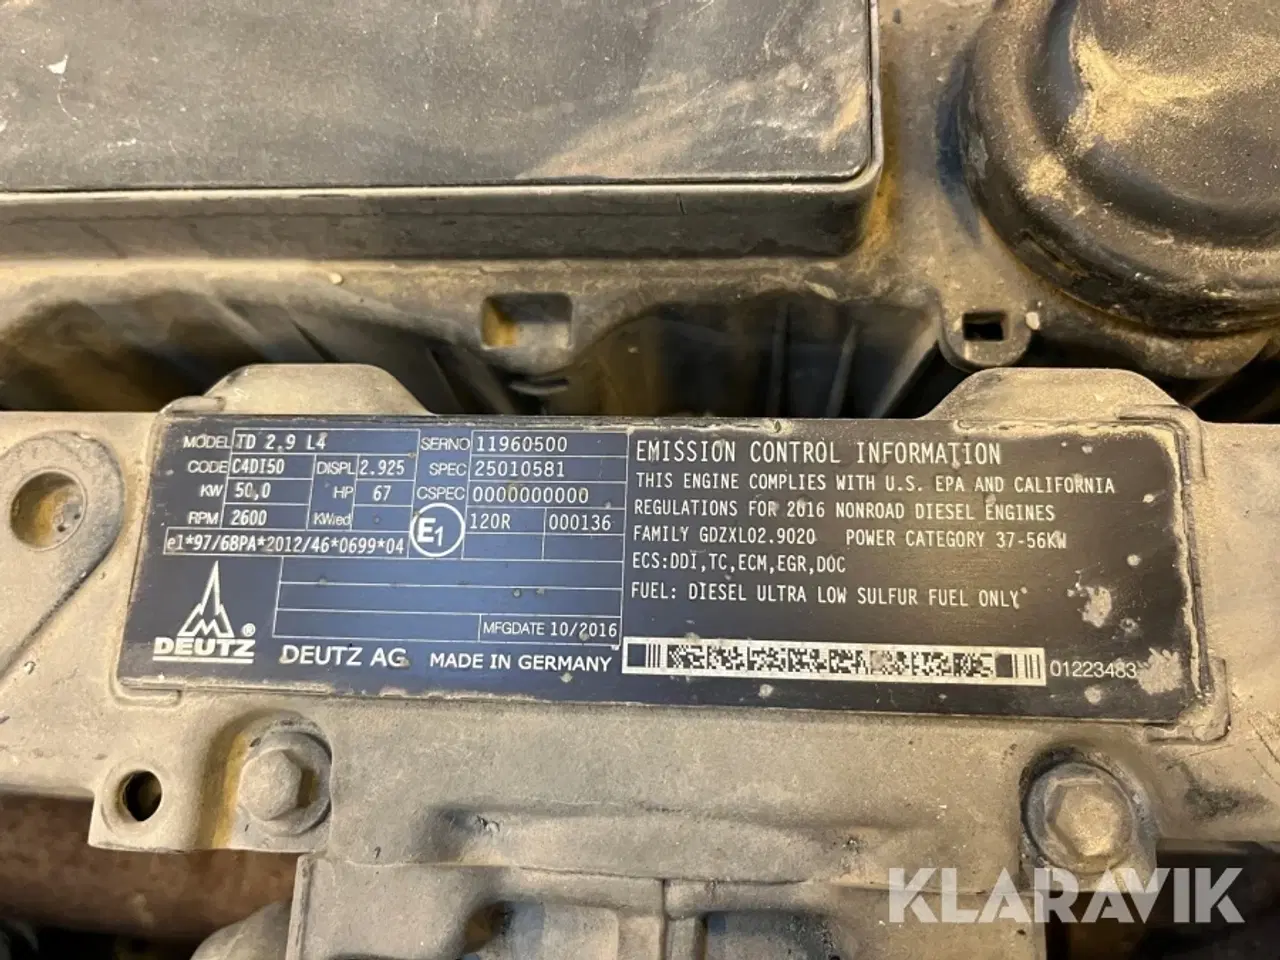 MODEL TD 2,9 L4 SERNO 11960500
CODE C4DI50 DISPL 2.925 SPEC 25010581
KW 50,0 HP 67 CSPEC 0000000000
RPM 2600 KWred E1 120R 000136
e1*97/68PA*2012/46*0699*04
MFGDATE 10/2016
DEUTZ ®
DEUTZ AG MADE IN GERMANY
EMISSION CONTROL INFORMATION
THIS ENGINE COMPLIES WITH U.S. EPA AND CALIFORNIA
REGULATIONS FOR 2016 NONROAD DIESEL ENGINES
FAMILY GDZXL02.9020 POWER CATEGORY 37-56KW
ECS:DDI,TC,ECM,EGR,DOC
FUEL: DIESEL ULTRA LOW SULFUR FUEL ONLY
01223483
KLARAVIK